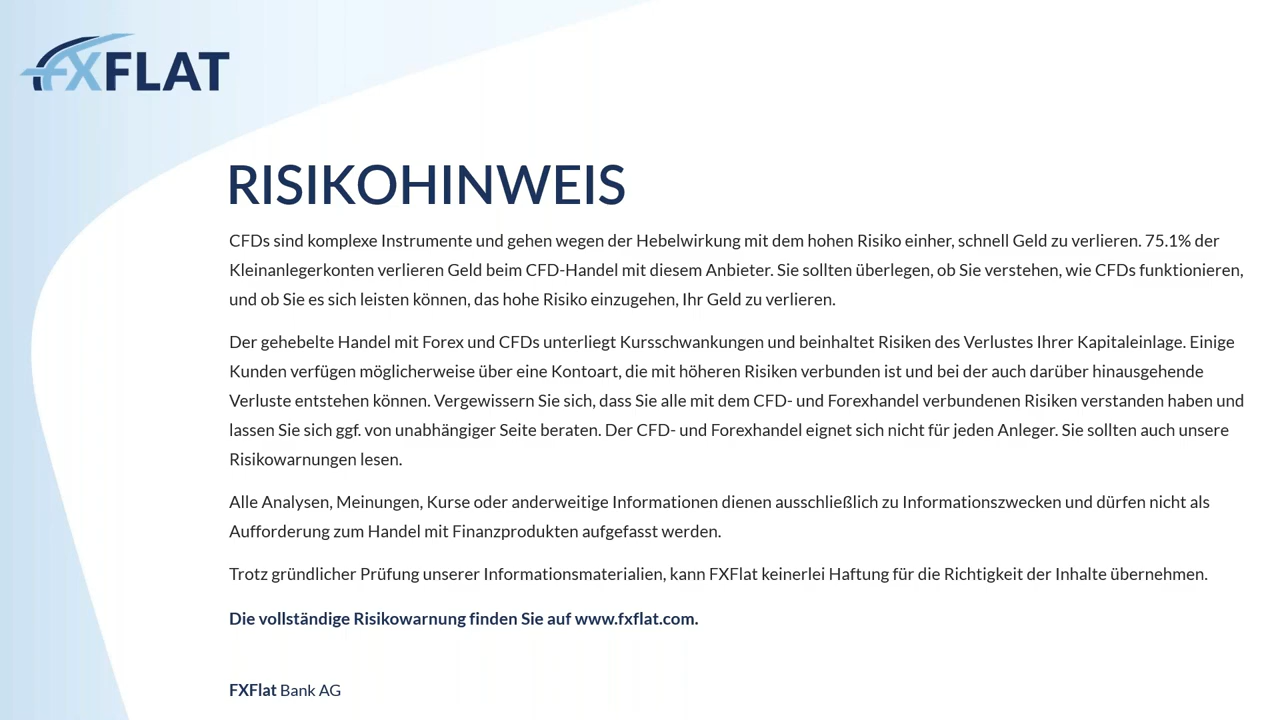 FXFLAT
RISIKOHINWEIS
CFDs sind komplexe Instrumente und gehen wegen der Hebelwirkung mit dem hohen Risiko einher, schnell Geld zu verlieren. 75.1% der
Kleinanlegerkonten verlieren Geld beim CFD-Handel mit diesem Anbieter. Sie sollten überlegen, ob Sie verstehen, wie CFDs funktionieren,
und ob Sie es sich leisten können, das hohe Risiko einzugehen, Ihr Geld zu verlieren.
Der gehebelte Handel mit Forex und CFDs unterliegt Kursschwankungen und beinhaltet Risiken des Verlustes Ihrer Kapitaleinlage. Einige
Kunden verfügen möglicherweise über eine Kontoart, die mit höheren Risiken verbunden ist und bei der auch darüber hinausgehende
Verluste entstehen können. Vergewissern Sie sich, dass Sie alle mit dem CFD- und Forexhandel verbundenen Risiken verstanden haben und
lassen Sie sich ggf. von unabhängiger Seite beraten. Der CFD- und Forexhandel eignet sich nicht für jeden Anleger. Sie sollten auch unsere
Risikowarnungen lesen.
Alle Analysen, Meinungen, Kurse oder anderweitige Informationen dienen ausschließlich zu Informationszwecken und dürfen nicht als
Aufforderung zum Handel mit Finanzprodukten aufgefasst werden.
Trotz gründlicher Prüfung unserer Informationsmaterialien, kann FXFlat keinerlei Haftung für die Richtigkeit der Inhalte übernehmen.
Die vollständige Risikowarnung finden Sie auf www.fxflat.com.
FXFlat Bank AG